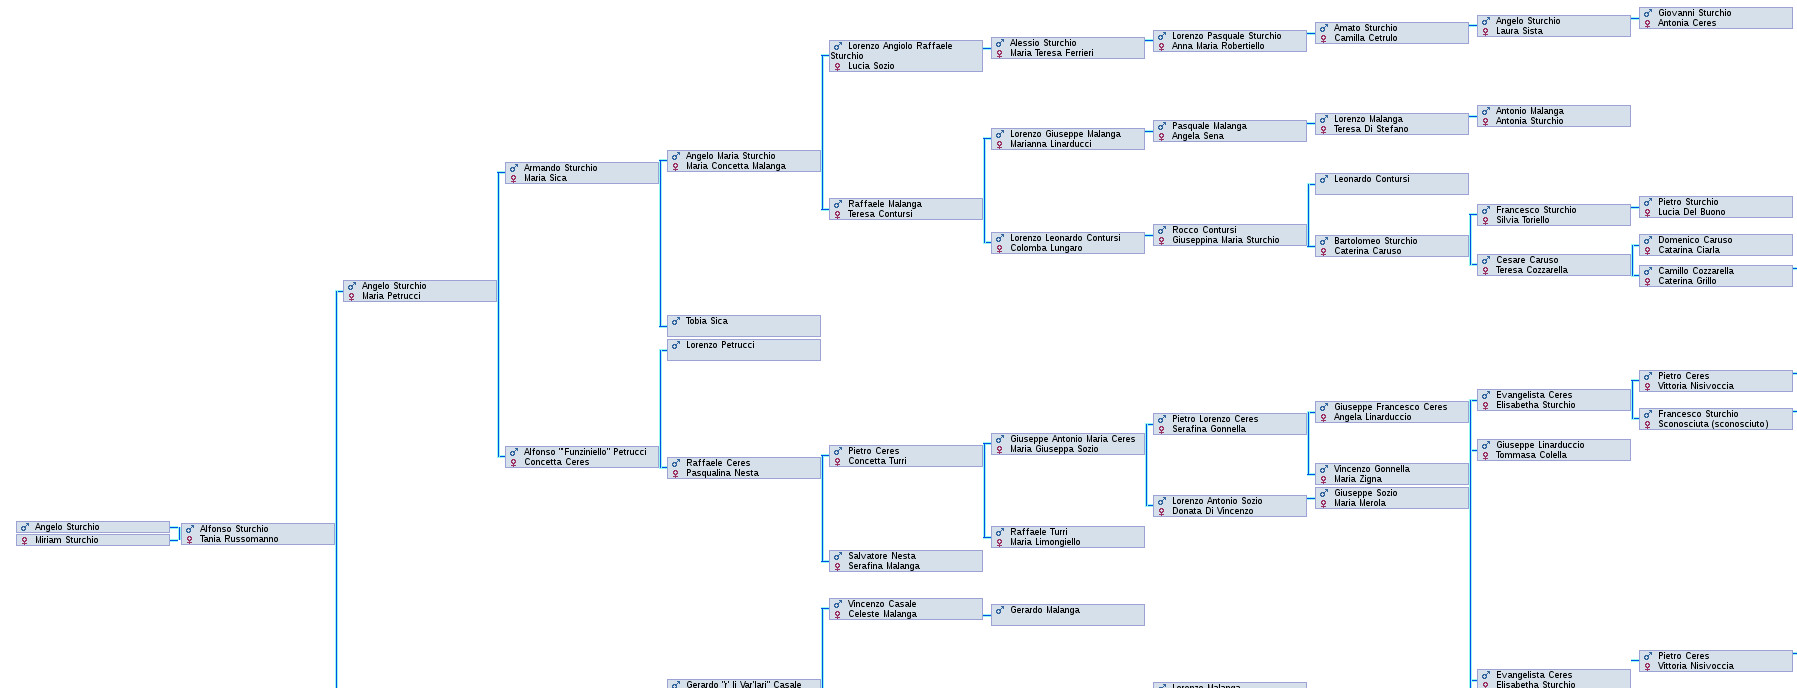 Angelo Sturchio
Miriam Sturchio
Alfonso Sturchio
Tania Russomanno
Angelo Sturchio
Maria Petrucci
Armando Sturchio
Maria Sica
Alfonso "'Funziniello" Petrucci
Concetta Ceres
Angelo Maria Sturchio
Maria Concetta Malanga
Tobia Sica
Lorenzo Petrucci
Raffaele Ceres
Pasqualina Nesta
Gerardo "r' li Var'lari" Casale
Lorenzo Angiolo Raffaele
Sturchio
Lucia Sozio
Raffaele Malanga
Teresa Contursi
Pietro Ceres
Concetta Turri
Salvatore Nesta
Serafina Malanga
Vincenzo Casale
Celeste Malanga
Alessio Sturchio
Maria Teresa Ferrieri
Lorenzo Giuseppe Malanga
Marianna Linarducci
Lorenzo Leonardo Contursi
Colomba Lungaro
Giuseppe Antonio Maria Ceres
Maria Giuseppa Sozio
Raffaele Turri
Maria Limongiello
Gerardo Malanga
Lorenzo Pasquale Sturchio
Anna Maria Robertiello
Pasquale Malanga
Angela Sena
Rocco Contursi
Giuseppina Maria Sturchio
Pietro Lorenzo Ceres
Serafina Gonnella
Lorenzo Antonio Sozio
Donata Di Vincenzo
Lorenzo Malanga
Amato Sturchio
Camilla Cetrulo
Lorenzo Malanga
Teresa Di Stefano
Leonardo Contursi
Bartolomeo Sturchio
Caterina Caruso
Giuseppe Francesco Ceres
Angela Linarduccio
Vincenzo Gonnella
Maria Zigna
Giuseppe Sozio
Maria Merola
Angelo Sturchio
Laura Sista
Antonio Malanga
Antonia Sturchio
Francesco Sturchio
Silvia Toriello
Cesare Caruso
Teresa Cozzarella
Evangelista Ceres
Elisabetha Sturchio
Giuseppe Linarduccio
Tommasa Colella
Evangelista Ceres
Elisabetha Sturchio
Giovanni Sturchio
Antonia Ceres
Pietro Sturchio
Lucia Del Buono
Domenico Caruso
Catarina Ciarla
Camillo Cozzarella
Caterina Grillo
Pietro Ceres
Vittoria Nisivoccia
Francesco Sturchio
Sconosciuta (sconosciuto)
Pietro Ceres
Vittoria Nisivoccia